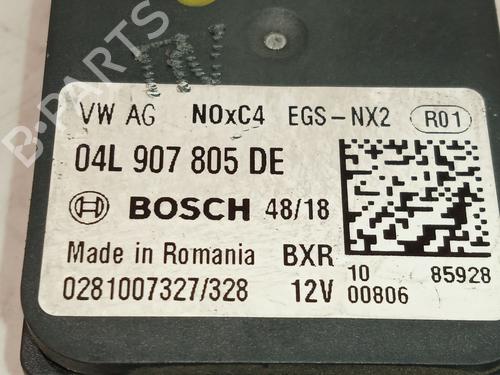 VW AG NOxC4 EGS-NX2 R01
04L 907 805 DE
BOSCH 48/18
Made in Romania BXR 10 85928
0281007327/328 12V 00806
B-PARTS